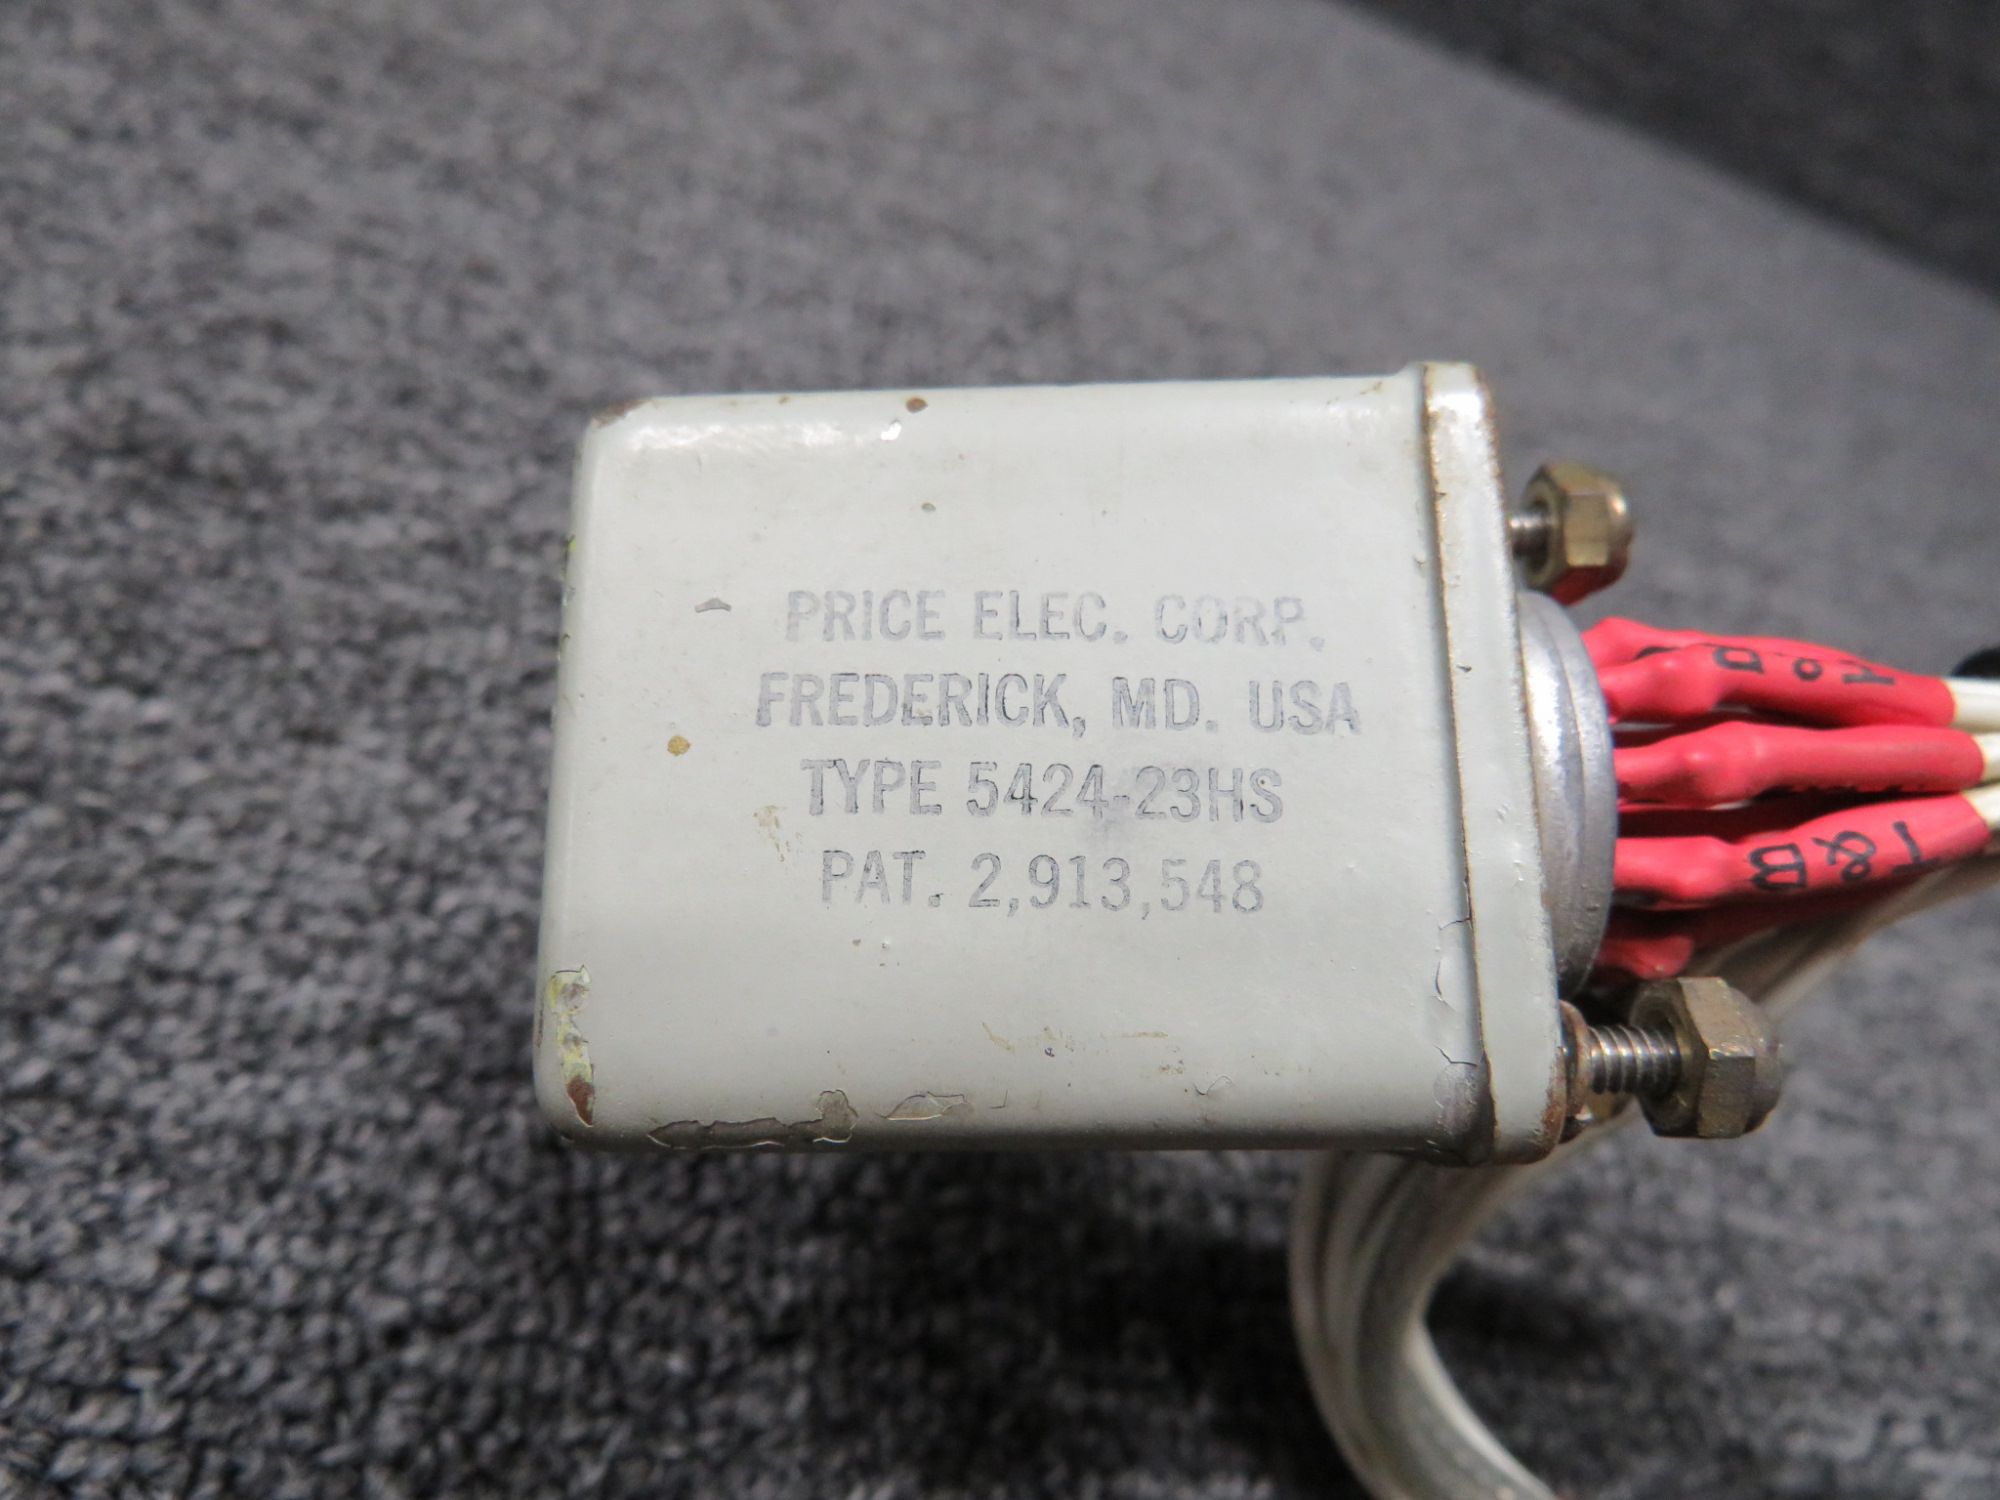 PRICE ELEC. CORP.
FREDERICK, MD. USA
TYPE 5424-23HS
PAT. 2,913,548
T&B